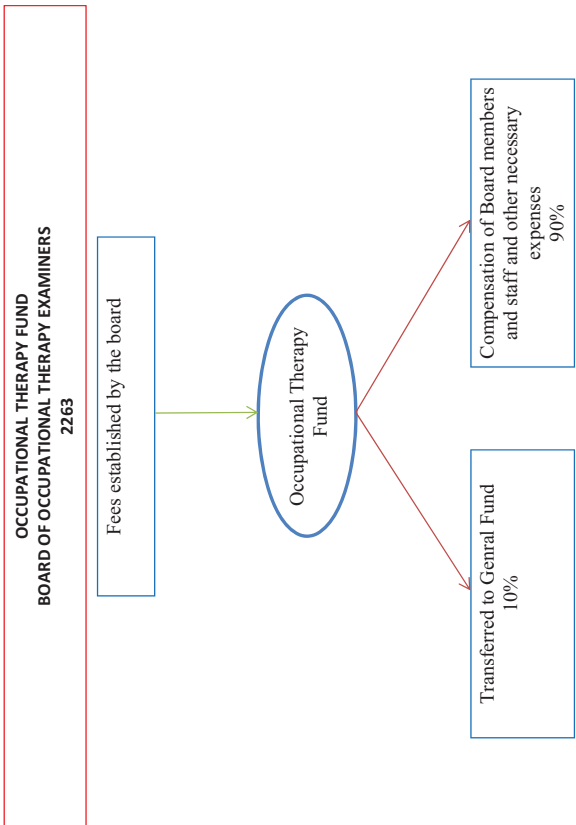 OCCUPATIONAL THERAPY FUND
BOARD OF OCCUPATIONAL THERAPY EXAMINERS
2263
Fees established by the board
Occupational Therapy
Fund
Transferred to Genral Fund
10%
Compensation of Board members
and staff and other necessary
expenses
90%